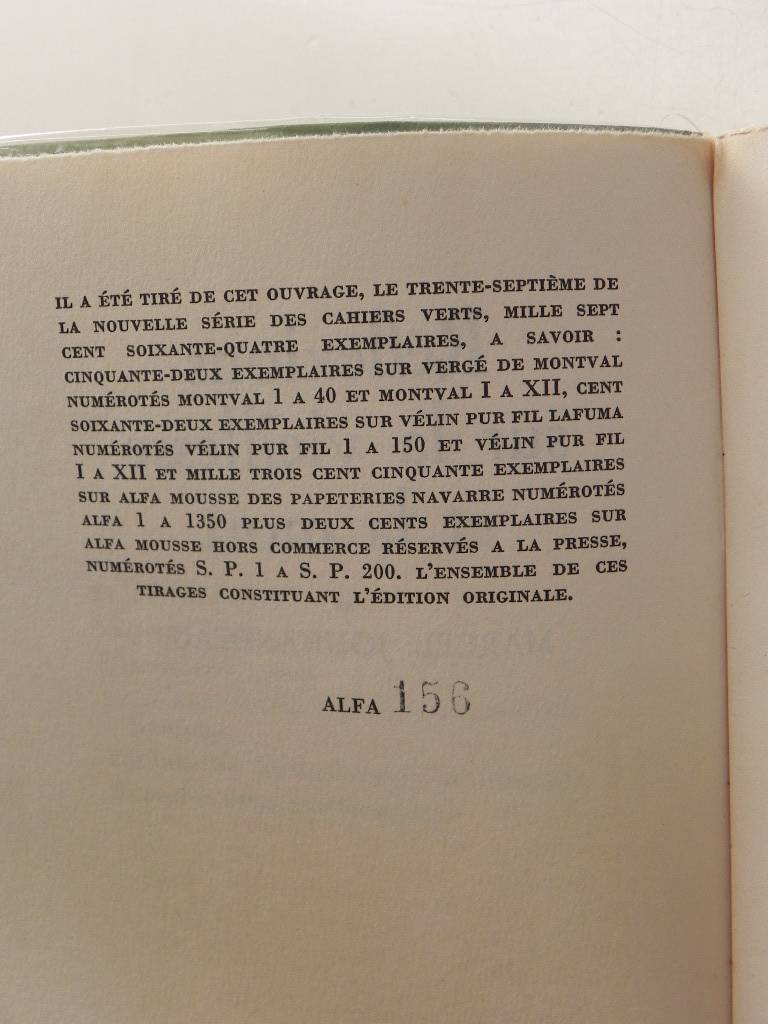 IL A ÉTÉ TIRÉ DE CET OUVRAGE, LE TRENTE-SEPTIÈME DE
LA NOUVELLE SÉRIE DES CAHIERS VERTS, MILLE SEPT
CENT SOIXANTE-QUATRE EXEMPLAIRES, A SAVOIR :
CINQUANTE-DEUX EXEMPLAIRES SUR VERGÉ DE MONTVAL
NUMÉROTÉS MONTVAL 1 A 40 ET MONTVAL I A XII, CENT
SOIXANTE-DEUX EXEMPLAIRES SUR VÉLIN PUR FIL LAFUMA
NUMÉROTÉS VÉLIN PUR FIL 1 A 150 ET VÉLIN PUR FIL
I A XII ET MILLE TROIS CENT CINQUANTE EXEMPLAIRES
SUR ALFA MOUSSE DES PAPETERIES NAVARRE NUMÉROTÉS
ALFA 1 A 1350 PLUS DEUX CENTS EXEMPLAIRES SUR
ALFA MOUSSE HORS COMMERCE RÉSERVÉS A LA PRESSE,
NUMÉROTÉS S. P. 1 A S. P. 200. L'ENSEMBLE DE CES
TIRAGES CONSTITUANT L'ÉDITION ORIGINALE.
ALFA 156